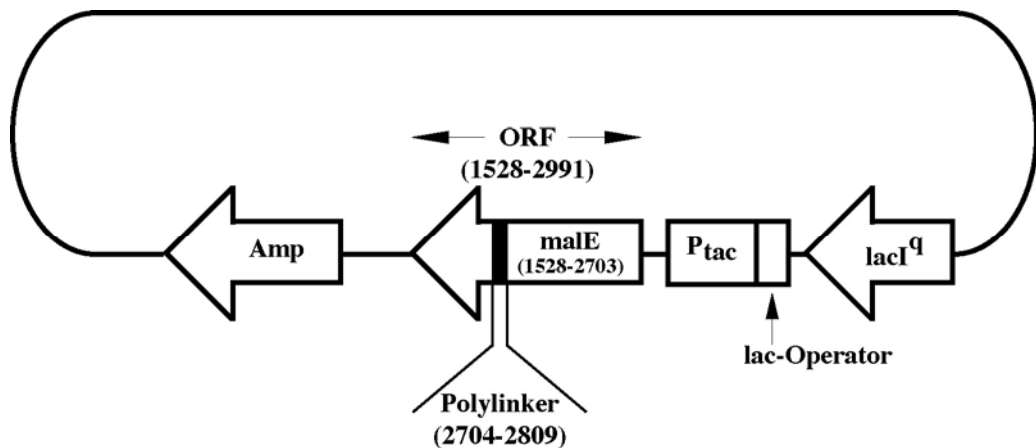 ORF
(1528-2991)
Amp
malE
(1528-2703)
Ptac
lacIq
lac-Operator
Polylinker
(2704-2809)